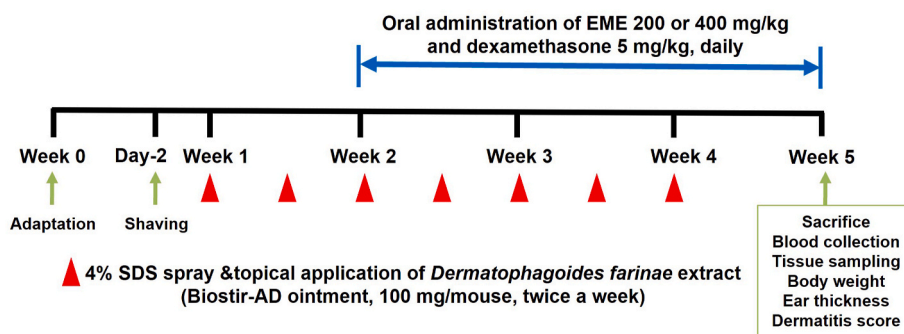 Oral administration of EME 200 or 400 mg/kg
and dexamethasone 5 mg/kg, daily
Week 0
Day-2
Week 1
Week 2
Week 3
Week 4
Week 5
Adaptation
Shaving
4% SDS spray &topical application of Dermatophagoides farinae extract
(Biostir-AD ointment, 100 mg/mouse, twice a week)
Sacrifice
Blood collection
Tissue sampling
Body weight
Ear thickness
Dermatitis score